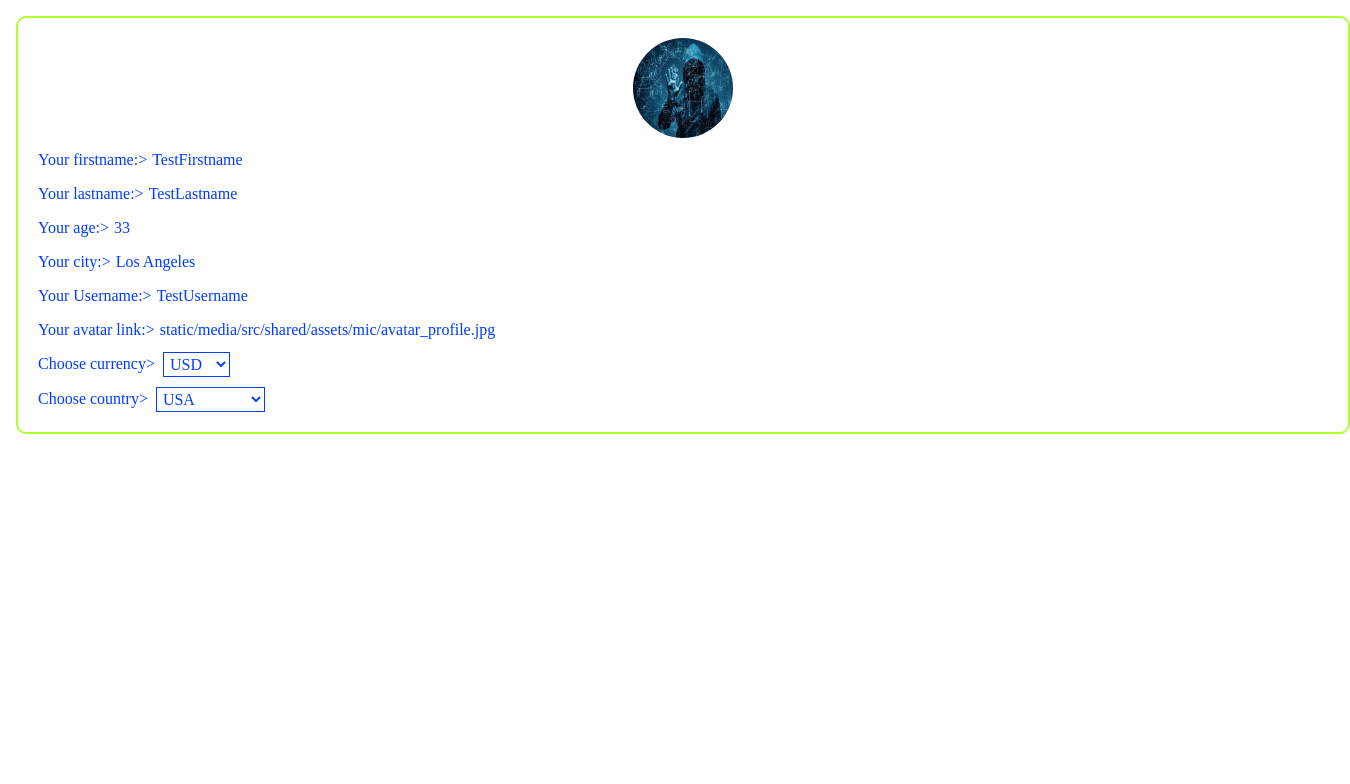 Your firstname:> TestFirstname
Your lastname:> TestLastname
Your age:> 33
Your city:> Los Angeles
Your Username:> TestUsername
Your avatar link:> static/media/src/shared/assets/mic/avatar_profile.jpg
Choose currency> USD
Choose country> USA